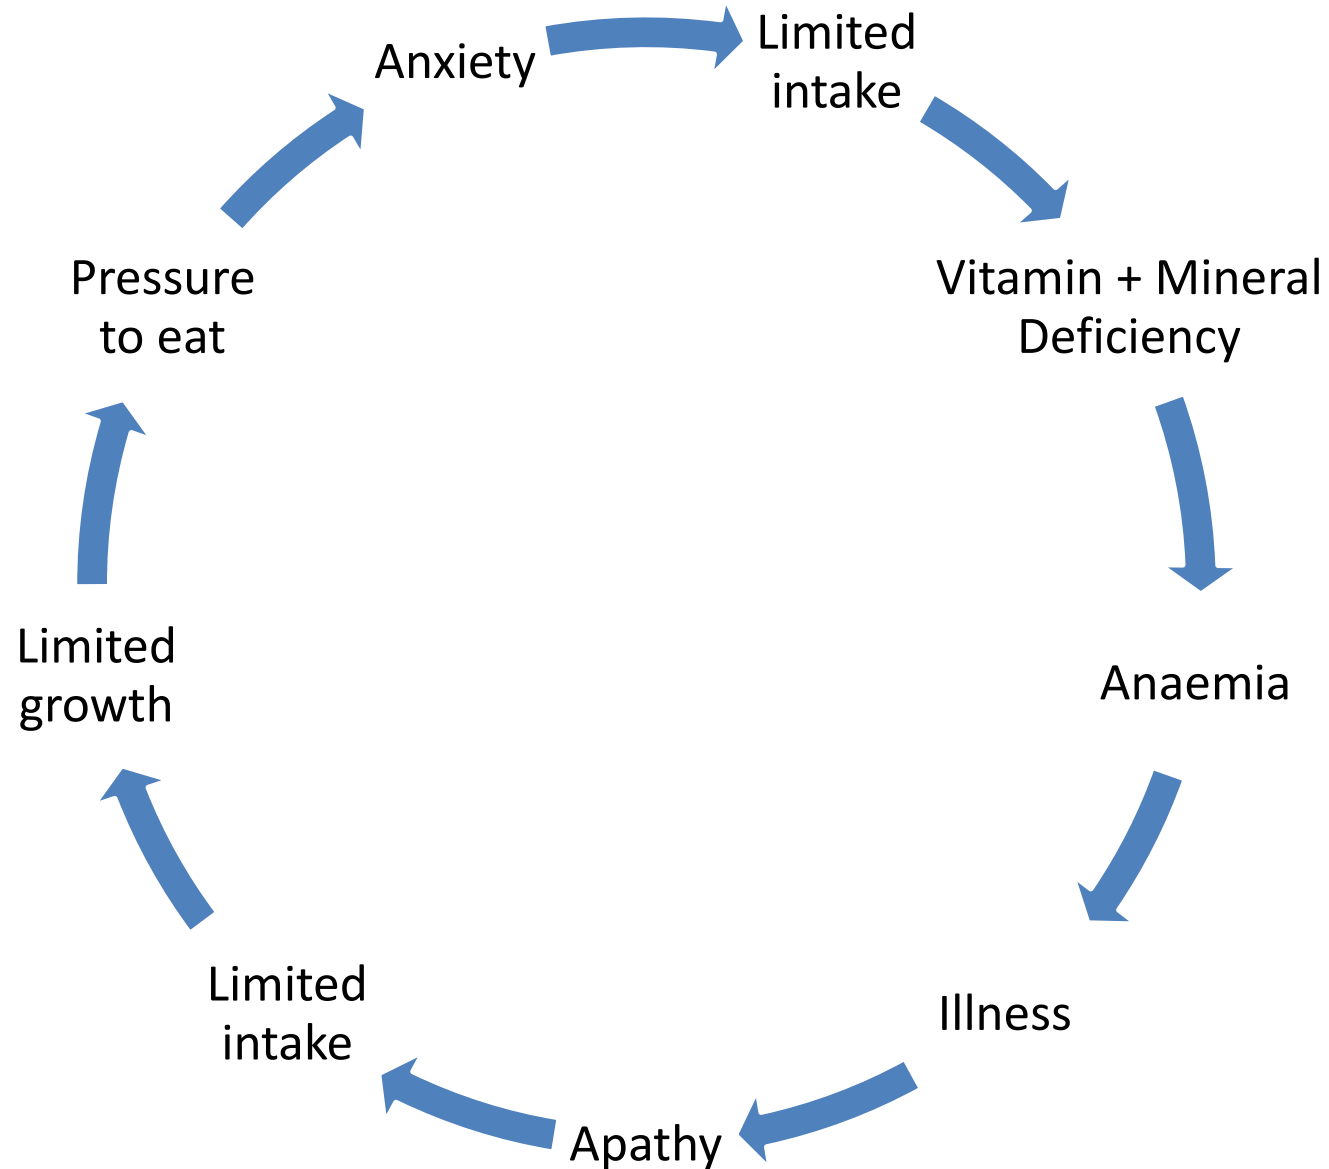 Anxiety
Limited
intake
Vitamin + Mineral
Deficiency
Anaemia
Illness
Apathy
Limited
intake
Limited
growth
Pressure
to eat